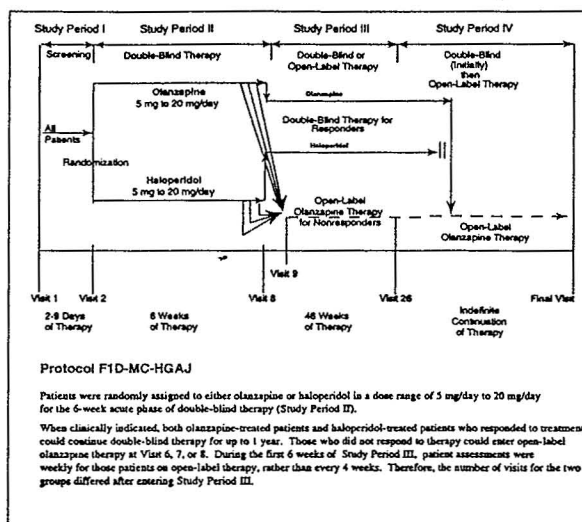 Study Period I Study Period II Study Period III Study Period IV
Screening Double-Blind Therapy Double-Blind or Open-Label Therapy Double-Blind (Initially) then Open-Label Therapy
Olanzapine
5 mg to 20 mg/day
Olanzapine
All Patients
Double-Blind Therapy for Responders
Randomization
Haloperidol
Haloperidol
5 mg to 20 mg/day
Open-Label
Olanzapine Therapy
for Nonresponders
Open-Label
Olanzapine Therapy
Visit 9
Visit 1 Visit 2 Visit 8 Visit 26 Final Visit
2-9 Days of Therapy 6 Weeks of Therapy 46 Weeks of Therapy Indefinite Continuation of Therapy
Protocol F1D-MC-HGAJ
Patients were randomly assigned to either olanzapine or haloperidol in a dose range of 5 mg/day to 20 mg/day
for the 6-week acute phase of double-blind therapy (Study Period II).
When clinically indicated, both olanzapine-treated patients and haloperidol-treated patients who responded to treatment
could continue double-blind therapy for up to 1 year. Those who did not respond to therapy could enter open-label
olanzapine therapy at Visit 6, 7, or 8. During the first 6 weeks of Study Period III, patient assessments were
weekly for those patients on open-label therapy, rather than every 4 weeks. Therefore, the number of visits for the two
groups differed after entering Study Period III.